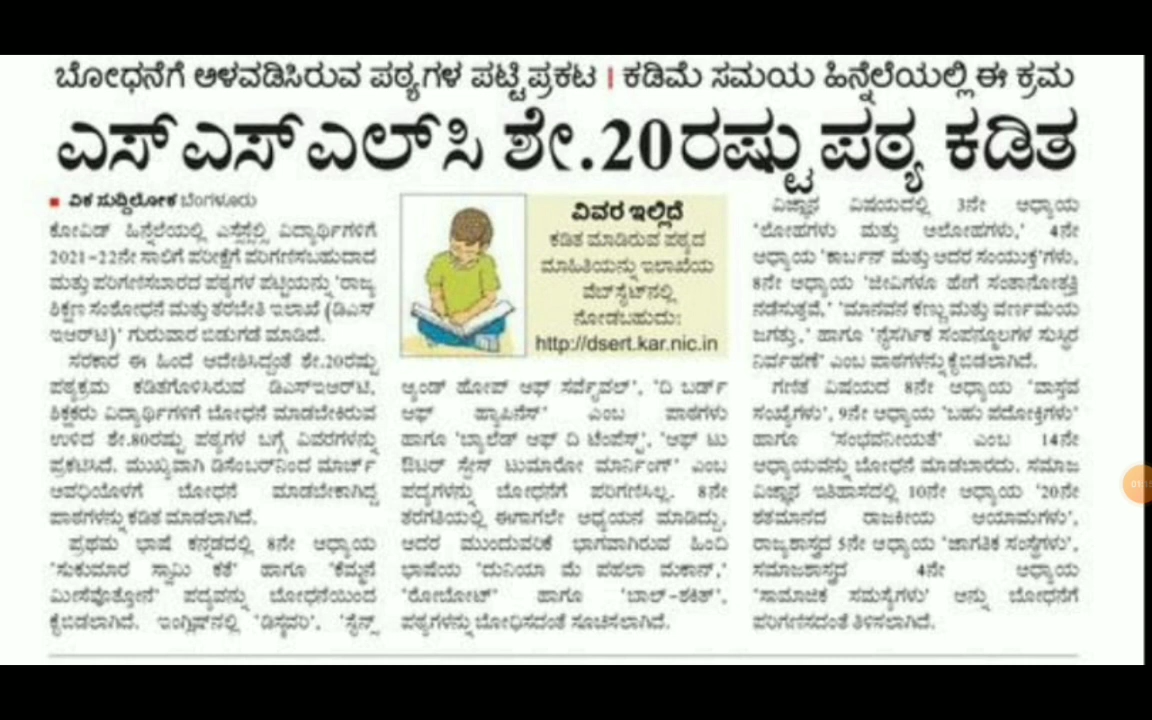 ಬೋಧನೆಗೆ ಅಳವಡಿಸಿರುವ ಪಠ್ಯಗಳ ಪಟ್ಟಿ ಪ್ರಕಟ | ಕಡಿಮೆ ಸಮಯ ಹಿನ್ನೆಲೆಯಲ್ಲಿ ಈ ಕ್ರಮ
ಎಸ್ಎಸ್ಎಲ್‌ಸಿ ಶೇ.20ರಷ್ಟು ಪಠ್ಯ ಕಡಿತ
ವಿಕ ಸುದ್ದಿಲೋಕ ಬೆಂಗಳೂರು
ಕೋವಿಡ್ ಹಿನ್ನೆಲೆಯಲ್ಲಿ ಎಸ್ಸೆಸ್ಸೆಲ್ಸಿ ವಿದ್ಯಾರ್ಥಿಗಳಿಗೆ
2021-22ನೇ ಸಾಲಿಗೆ ಪರೀಕ್ಷೆಗೆ ಪರಿಗಣಿಸಬಹುದಾದ
ಮತ್ತು ಪರಿಗಣಿಸಬಾರದ ಪಠ್ಯಗಳ ಪಟ್ಟಿಯನ್ನು 'ರಾಜ್ಯ
ಶಿಕ್ಷಣ ಸಂಶೋಧನೆ ಮತ್ತು ತರಬೇತಿ ಇಲಾಖೆ (ಡಿಎಸ್
ಇಆರ್‌ಟಿ)' ಗುರುವಾರ ಬಿಡುಗಡೆ ಮಾಡಿದೆ.
ಸರಕಾರ ಈ ಹಿಂದೆ ಆದೇಶಿಸಿದ್ದಂತೆ ಶೇ.20ರಷ್ಟು
ಪಠ್ಯಕ್ರಮ ಕಡಿತಗೊಳಿಸಿರುವ ಡಿಎಸ್ಇಆರ್‌ಟಿ,
ಶಿಕ್ಷಕರು ವಿದ್ಯಾರ್ಥಿಗಳಿಗೆ ಬೋಧನೆ ಮಾಡಬೇಕಿರುವ
ಉಳಿದ ಶೇ.80ರಷ್ಟು ಪಠ್ಯಗಳ ಬಗ್ಗೆ ವಿವರಗಳನ್ನು
ಪ್ರಕಟಿಸಿದೆ. ಮುಖ್ಯವಾಗಿ ಡಿಸೆಂಬರ್‌ನಿಂದ ಮಾರ್ಚ್
ಅವಧಿಯೊಳಗೆ ಬೋಧನೆ ಮಾಡಬೇಕಾಗಿದ್ದ
ಪಾಠಗಳನ್ನು ಕಡಿತ ಮಾಡಲಾಗಿದೆ.
ಪ್ರಥಮ ಭಾಷೆ ಕನ್ನಡದಲ್ಲಿ 8ನೇ ಅಧ್ಯಾಯ
'ಸುಕುಮಾರ ಸ್ವಾಮಿ ಕತೆ' ಹಾಗೂ 'ಕೆಮ್ಮನೆ
ಮೀಸೆವೊತ್ತೇನೆ' ಪದ್ಯವನ್ನು ಬೋಧನೆಯಿಂದ
ಕೈಬಿಡಲಾಗಿದೆ. ಇಂಗ್ಲಿಷ್‌ನಲ್ಲಿ 'ಡಿಸ್ಕವರಿ', 'ಸೈನ್ಸ್
ವಿವರ ಇಲ್ಲಿದೆ
ಕಡಿತ ಮಾಡಿರುವ ಪಠ್ಯದ
ಮಾಹಿತಿಯನ್ನು ಇಲಾಖೆಯ
ವೆಬ್‌ಸೈಟ್‌ನಲ್ಲಿ
ನೋಡಬಹುದು:
http://dsert.kar.nic.in
ಆ್ಯಂಡ್ ಹೋಪ್ ಆಫ್ ಸರ್ವೈವಲ್', 'ದಿ ಬರ್ಡ್
ಆಫ್ ಹ್ಯಾಪಿನೆಸ್' ಎಂಬ ಪಾಠಗಳು
ಹಾಗೂ 'ಬ್ಯಾಲೆಡ್ ಆಫ್ ದಿ ಟೆಂಪೆಸ್ಟ್', 'ಆಫ್ ಟು
ಔಟರ್ ಸ್ಪೇಸ್ ಟುಮಾರೋ ಮಾರ್ನಿಂಗ್' ಎಂಬ
ಪದ್ಯಗಳನ್ನು ಬೋಧನೆಗೆ ಪರಿಗಣಿಸಿಲ್ಲ. 8ನೇ
ತರಗತಿಯಲ್ಲಿ ಈಗಾಗಲೇ ಅಧ್ಯಯನ ಮಾಡಿದ್ದು,
ಅದರ ಮುಂದುವರಿಕೆ ಭಾಗವಾಗಿರುವ ಹಿಂದಿ
ಭಾಷೆಯ 'ದುನಿಯಾ ಮೆ ಪಹಲಾ ಮಕಾನ್,'
'ರೋಬೋಟ್' ಹಾಗೂ 'ಬಾಲ್-ಶಕಿತ್',
ಪಠ್ಯಗಳನ್ನು ಬೋಧಿಸದಂತೆ ಸೂಚಿಸಲಾಗಿದೆ.
ವಿಜ್ಞಾನ ವಿಷಯದಲ್ಲಿ 3ನೇ ಅಧ್ಯಾಯ
'ಲೋಹಗಳು ಮತ್ತು ಅಲೋಹಗಳು,' 4ನೇ
ಅಧ್ಯಾಯ 'ಕಾರ್ಬನ್ ಮತ್ತು ಅದರ ಸಂಯುಕ್ತ'ಗಳು,
8ನೇ ಅಧ್ಯಾಯ 'ಜೀವಿಗಳೂ ಹೇಗೆ ಸಂತಾನೋತ್ಪತ್ತಿ
ನಡೆಸುತ್ತವೆ,' 'ಮಾನವನ ಕಣ್ಣು ಮತ್ತು ವರ್ಣಮಯ
ಜಗತ್ತು,' ಹಾಗೂ 'ನೈಸರ್ಗಿಕ ಸಂಪನ್ಮೂಲಗಳ ಸುಸ್ಥಿರ
ನಿರ್ವಹಣೆ' ಎಂಬ ಪಾಠಗಳನ್ನು ಕೈಬಿಡಲಾಗಿದೆ.
ಗಣಿತ ವಿಷಯದ 8ನೇ ಅಧ್ಯಾಯ 'ವಾಸ್ತವ
ಸಂಖ್ಯೆಗಳು', 9ನೇ ಅಧ್ಯಾಯ 'ಬಹು ಪದೋಕ್ತಿಗಳು'
ಹಾಗೂ 'ಸಂಭವನೀಯತೆ' ಎಂಬ 14ನೇ
ಅಧ್ಯಾಯವನ್ನು ಬೋಧನೆ ಮಾಡಬಾರದು. ಸಮಾಜ
ವಿಜ್ಞಾನ ಇತಿಹಾಸದಲ್ಲಿ 10ನೇ ಅಧ್ಯಾಯ '20ನೇ
ಶತಮಾನದ ರಾಜಕೀಯ ಆಯಾಮಗಳು',
ರಾಜ್ಯಶಾಸ್ತ್ರದ 5ನೇ ಅಧ್ಯಾಯ 'ಜಾಗತಿಕ ಸಂಸ್ಥೆಗಳು',
ಸಮಾಜಶಾಸ್ತ್ರದ 4ನೇ ಅಧ್ಯಾಯ
'ಸಾಮಾಜಿಕ ಸಮಸ್ಯೆಗಳು' ಅನ್ನು ಬೋಧನೆಗೆ
ಪರಿಗಣಿಸದಂತೆ ತಿಳಿಸಲಾಗಿದೆ.